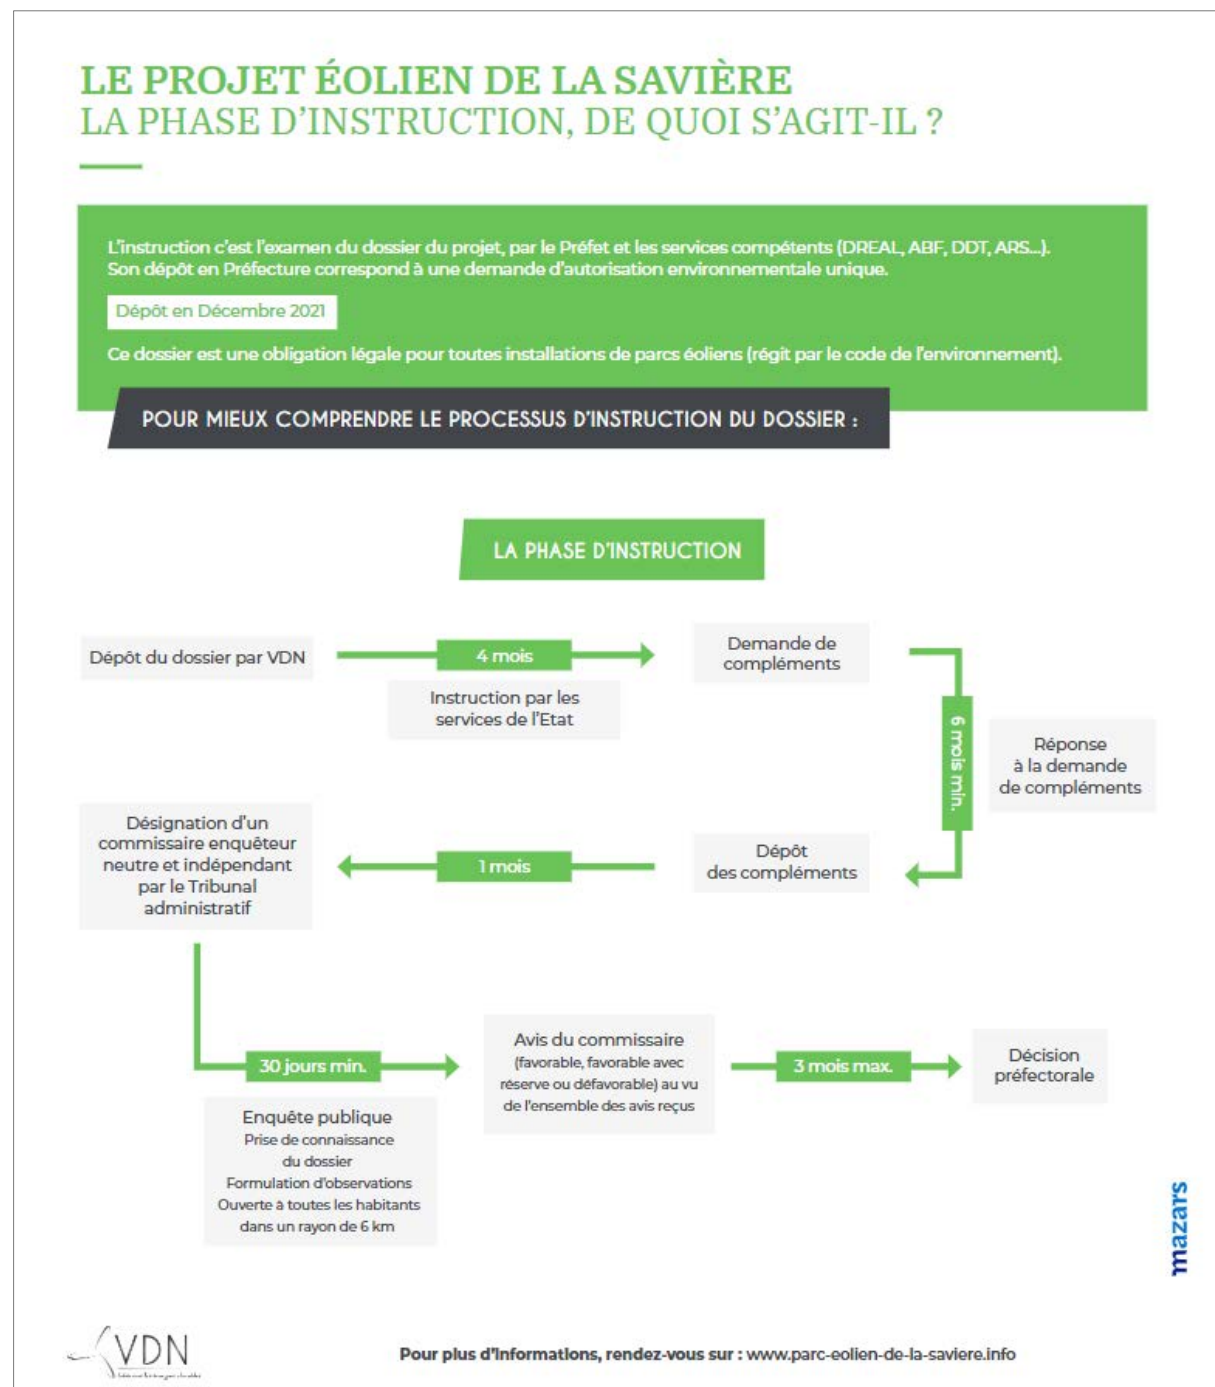 LE PROJET ÉOLIEN DE LA SAVIÈRE
LA PHASE D'INSTRUCTION, DE QUOI S'AGIT-IL ?
L'instruction c'est l'examen du dossier du projet, par le Préfet et les services compétents (DREAL, ABF, DDT, ARS...).
Son dépôt en Préfecture correspond à une demande d'autorisation environnementale unique.
Dépôt en Décembre 2021
Ce dossier est une obligation légale pour toutes installations de parcs éoliens (régit par le code de l'environnement).
POUR MIEUX COMPRENDRE LE PROCESSUS D'INSTRUCTION DU DOSSIER :
LA PHASE D'INSTRUCTION
Dépôt du dossier par VDN
4 mois
Instruction par les
services de l'Etat
Demande de
compléments
6 mois min.
Réponse
à la demande
de compléments
Dépôt
des compléments
1 mois
Désignation d'un
commissaire enquêteur
neutre et indépendant
par le Tribunal
administratif
30 jours min.
Enquête publique
Prise de connaissance
du dossier
Formulation d'observations
Ouverte à toutes les habitants
dans un rayon de 6 km
Avis du commissaire
(favorable, favorable avec
réserve ou défavorable) au vu
de l'ensemble des avis reçus
3 mois max.
Décision
préfectorale
mazars
VDN
Pour plus d'informations, rendez-vous sur : www.parc-eolien-de-la-saviere.info